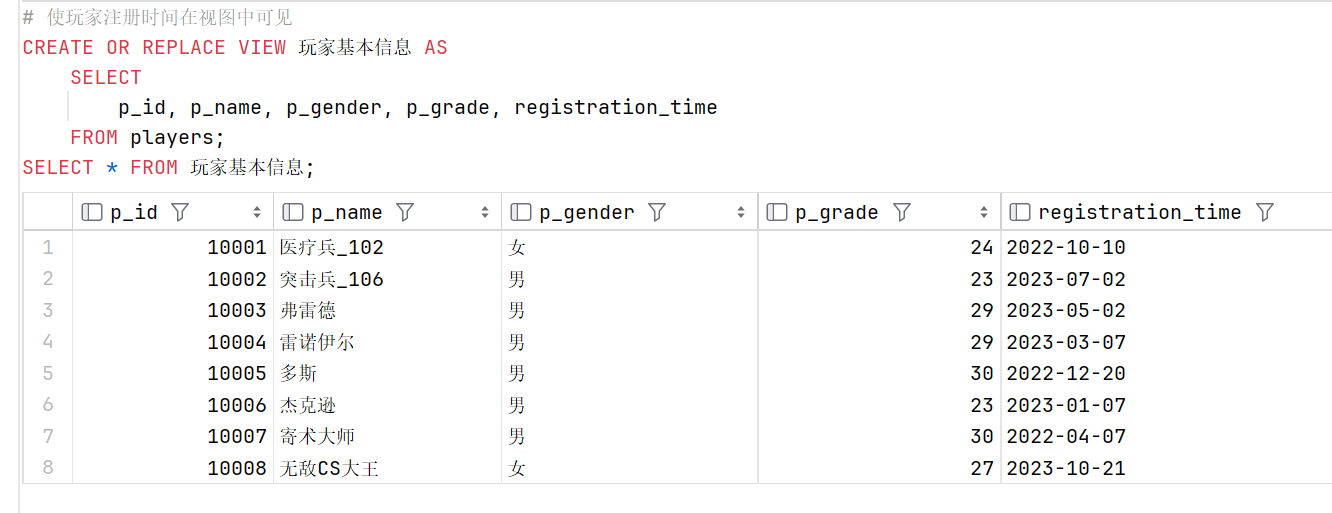 # 使玩家注册时间在视图中可见
CREATE OR REPLACE VIEW 玩家基本信息 AS
SELECT
p_id, p_name, p_gender, p_grade, registration_time
FROM players;
SELECT * FROM 玩家基本信息;
p_id p_name p_gender p_grade registration_time
1 10001 医疗兵_102 女 24 2022-10-10
2 10002 突击兵_106 男 23 2023-07-02
3 10003 弗雷德 男 29 2023-05-02
4 10004 雷诺伊尔 男 29 2023-03-07
5 10005 多斯 男 30 2022-12-20
6 10006 杰克逊 男 23 2023-01-07
7 10007 寄术大师 男 30 2022-04-07
8 10008 无敌CS大王 女 27 2023-10-21